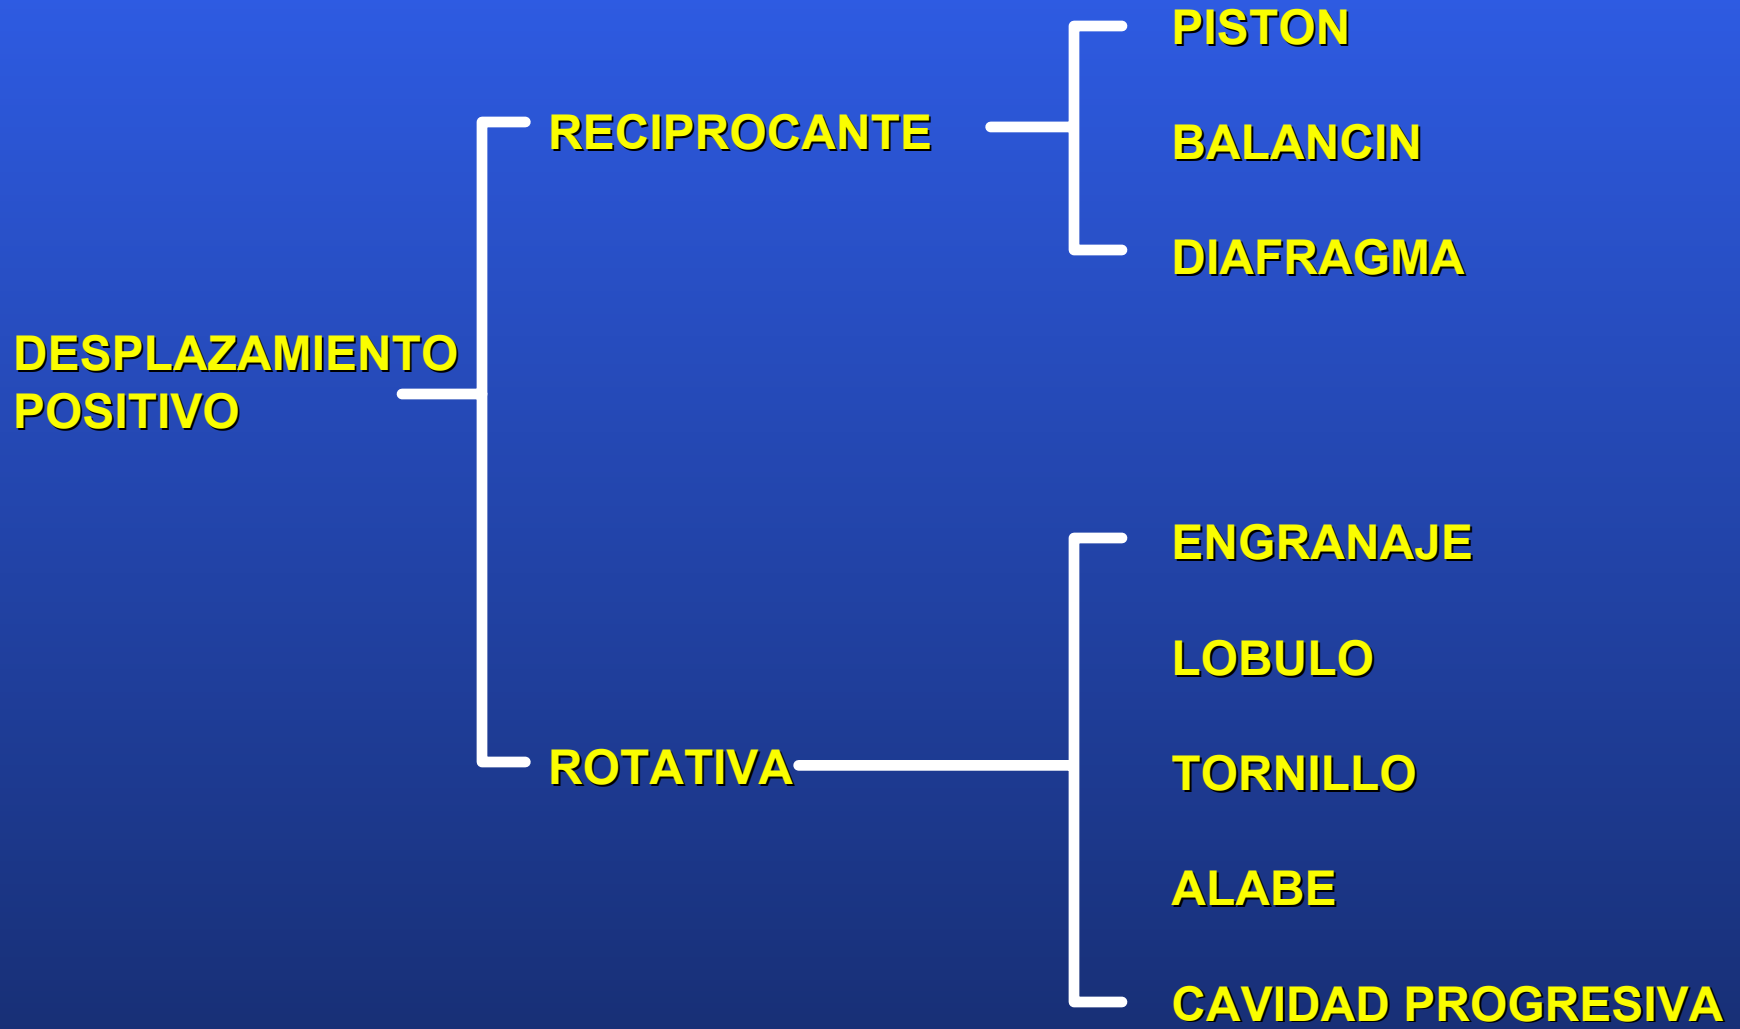 DESPLAZAMIENTO
POSITIVO
RECIPROCANTE
PISTON
BALANCIN
DIAFRAGMA
ROTATIVA
ENGRANAJE
LOBULO
TORNILLO
ALABE
CAVIDAD PROGRESIVA